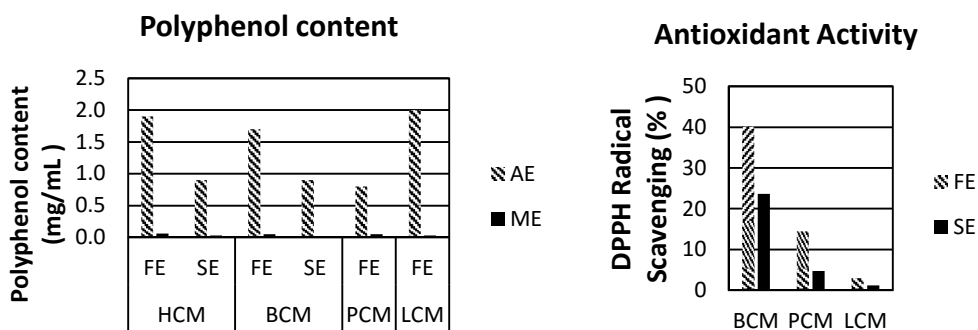 Polyphenol content
Polyphenol content
(mg/mL)
2.5
2.0
1.5
1.0
0.5
0.0
FE SE FE SE FE FE
HCM BCM PCM LCM
AE
ME
Antioxidant Activity
DPPH Radical
Scavenging (% )
50
40
30
20
10
0
BCM PCM LCM
FE
SE